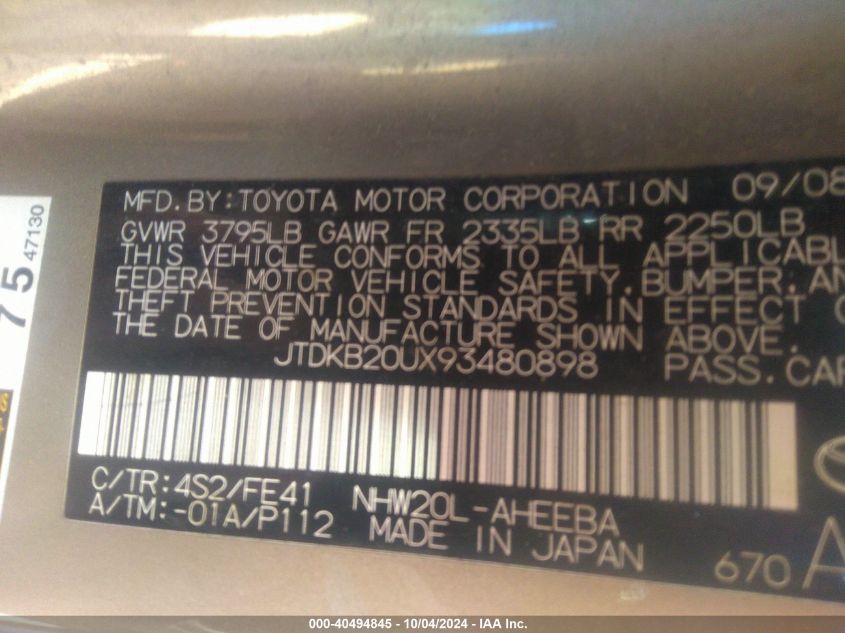 MFD.BY:TOYOTA MOTOR CORPORATION 09/08
GVWR 3795LB GAWR FR 2335LB RR 2250LB
THIS VEHICLE CONFORMS TO ALL APPLICABL
FEDERAL MOTOR VEHICLE SAFETY.BUMPER.AN
THEFT PREVENTION STANDARDS IN EFFECT
THE DATE OF MANUFACTURE SHOWN ABOVE.
JTDKB20UX93480898 PASS.CAR
C/TR:4S2/FE41 NHW20L-AHEEBA
A/TM:-01A/P112 MADE IN JAPAN 670
75
47130
000-40494845 - 10/04/2024 - IAA Inc.